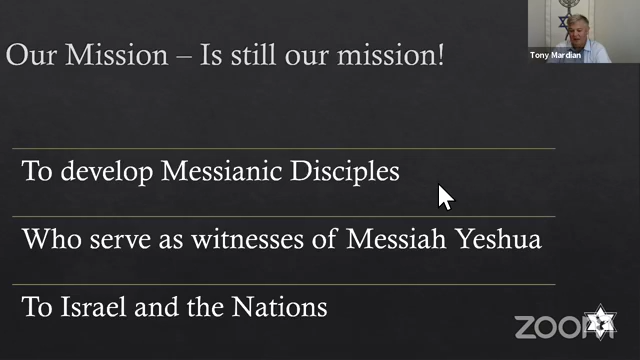 Our Mission – Is still our mission!
Tony Mardian
To develop Messianic Disciples
Who serve as witnesses of Messiah Yeshua
To Israel and the Nations
ZOOM